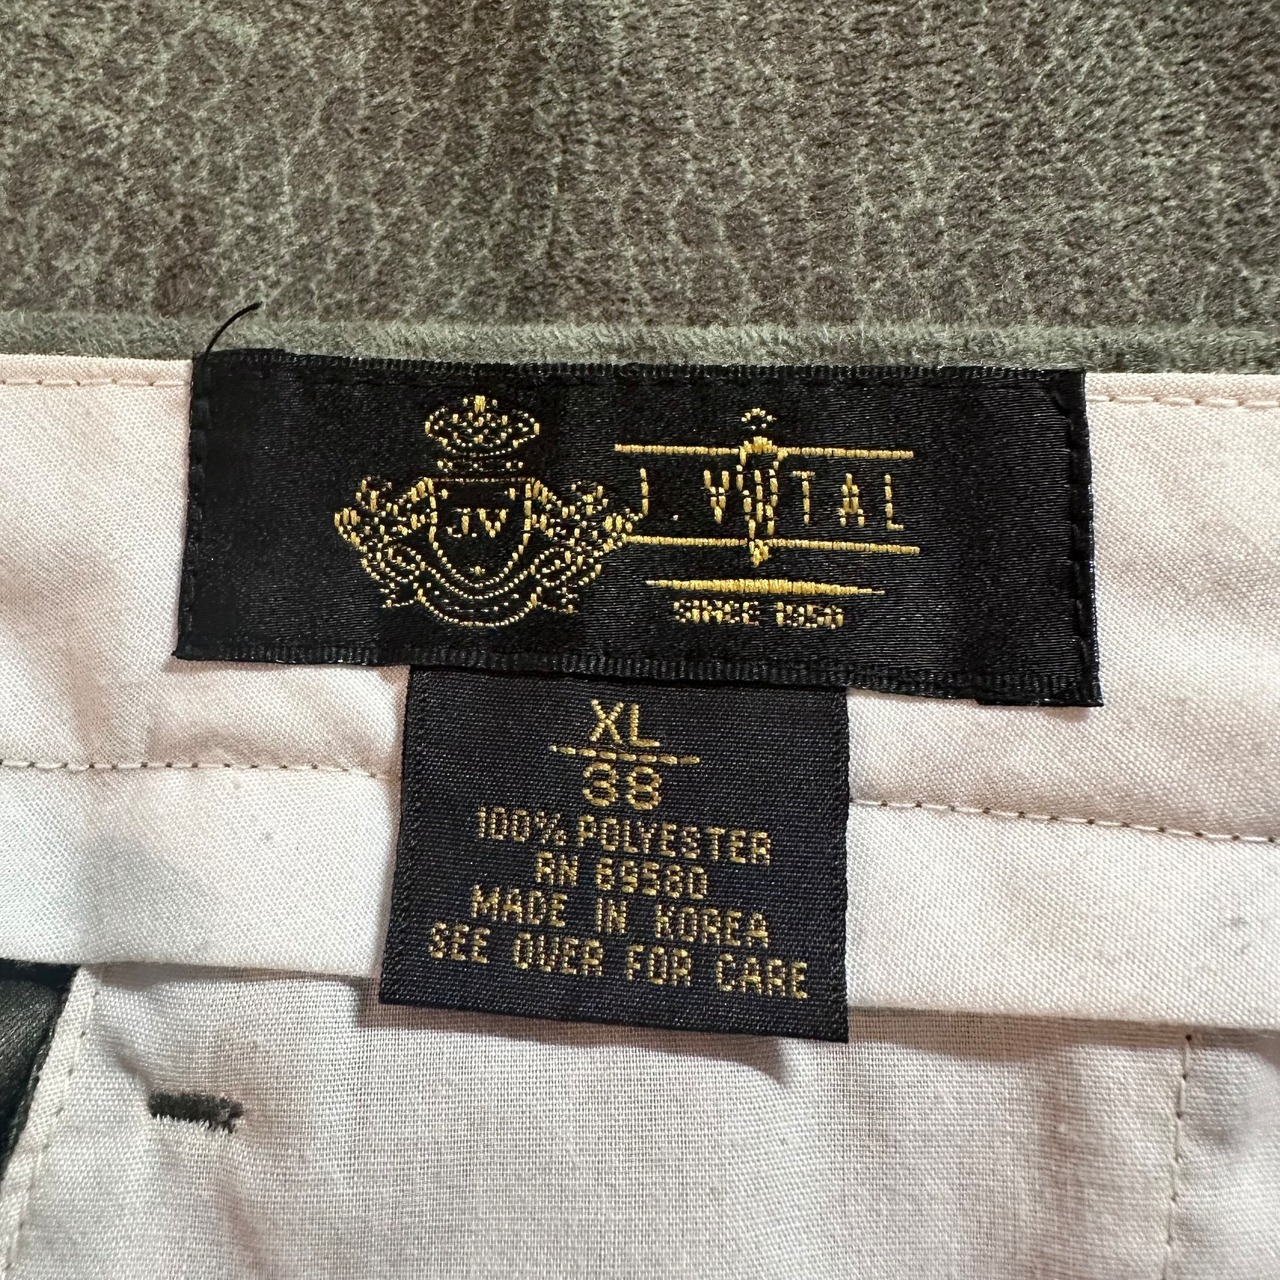 J.V
J. VITAL
SINCE 1950
XL
38
100% POLYESTER
RN 69580
MADE IN KOREA
SEE OVER FOR CARE